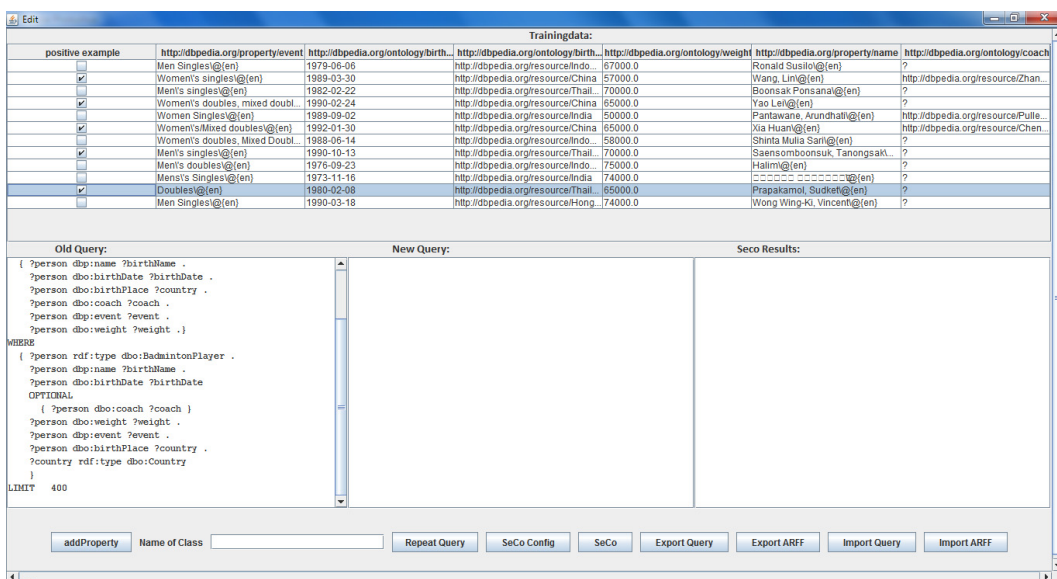 Edit
Trainingdata:
positive example http://dbpedia.org/property/event http://dbpedia.org/ontology/birth... http://dbpedia.org/ontology/birth... http://dbpedia.org/ontology/weight http://dbpedia.org/property/name http://dbpedia.org/ontology/coach
Men Singles\@{en} 1979-06-06 http://dbpedia.org/resource/Indo... 67000.0 Ronald Susilo\@{en} ?
Women\'s singles\@{en} 1989-03-30 http://dbpedia.org/resource/China 57000.0 Wang, Lin\@{en} http://dbpedia.org/resource/Zhan...
Men\'s singles\@{en} 1982-02-22 http://dbpedia.org/resource/Thail... 70000.0 Boonsak Ponsana\@{en} ?
Women\'s doubles, mixed doubl... 1990-02-24 http://dbpedia.org/resource/China 65000.0 Yao Lei\@{en} ?
Women Singles\@{en} 1989-09-02 http://dbpedia.org/resource/India 50000.0 Pantawane, Arundhati\@{en} http://dbpedia.org/resource/Pulle...
Women\'s/Mixed doubles\@{en} 1992-01-30 http://dbpedia.org/resource/China 65000.0 Xia Huan\@{en} http://dbpedia.org/resource/Chen...
Women\'s doubles, Mixed Doubl... 1988-06-14 http://dbpedia.org/resource/Indo... 58000.0 Shinta Mulia Sari\@{en} ?
Men\'s singles\@{en} 1990-10-13 http://dbpedia.org/resource/Thail... 70000.0 Saensomboonsuk, Tanongsak\... ?
Men\'s doubles\@{en} 1976-09-23 http://dbpedia.org/resource/Indo... 75000.0 Halim\@{en} ?
Mens\'s Singles\@{en} 1973-11-16 http://dbpedia.org/resource/India 74000.0 □□□□□□ □□□□□□□\@{en} ?
Doubles\@{en} 1980-02-08 http://dbpedia.org/resource/Thail... 65000.0 Prapakamol, Sudket\@{en} ?
Men Singles\@{en} 1990-03-18 http://dbpedia.org/resource/Hong... 74000.0 Wong Wing-Ki, Vincent\@{en} ?
Old Query: New Query: Seco Results:
{ ?person dbp:name ?birthName .
?person dbo:birthDate ?birthDate .
?person dbo:birthPlace ?country .
?person dbo:coach ?coach .
?person dbp:event ?event .
?person dbo:weight ?weight .}
WHERE
{ ?person rdf:type dbo:BadmintonPlayer .
?person dbp:name ?birthName .
?person dbo:birthDate ?birthDate
OPTIONAL
{ ?person dbo:coach ?coach }
?person dbo:weight ?weight .
?person dbp:event ?event .
?person dbo:birthPlace ?country .
?country rdf:type dbo:Country
}
LIMIT 400
addProperty Name of Class Repeat Query SeCo Config SeCo Export Query Export ARFF Import Query Import ARFF